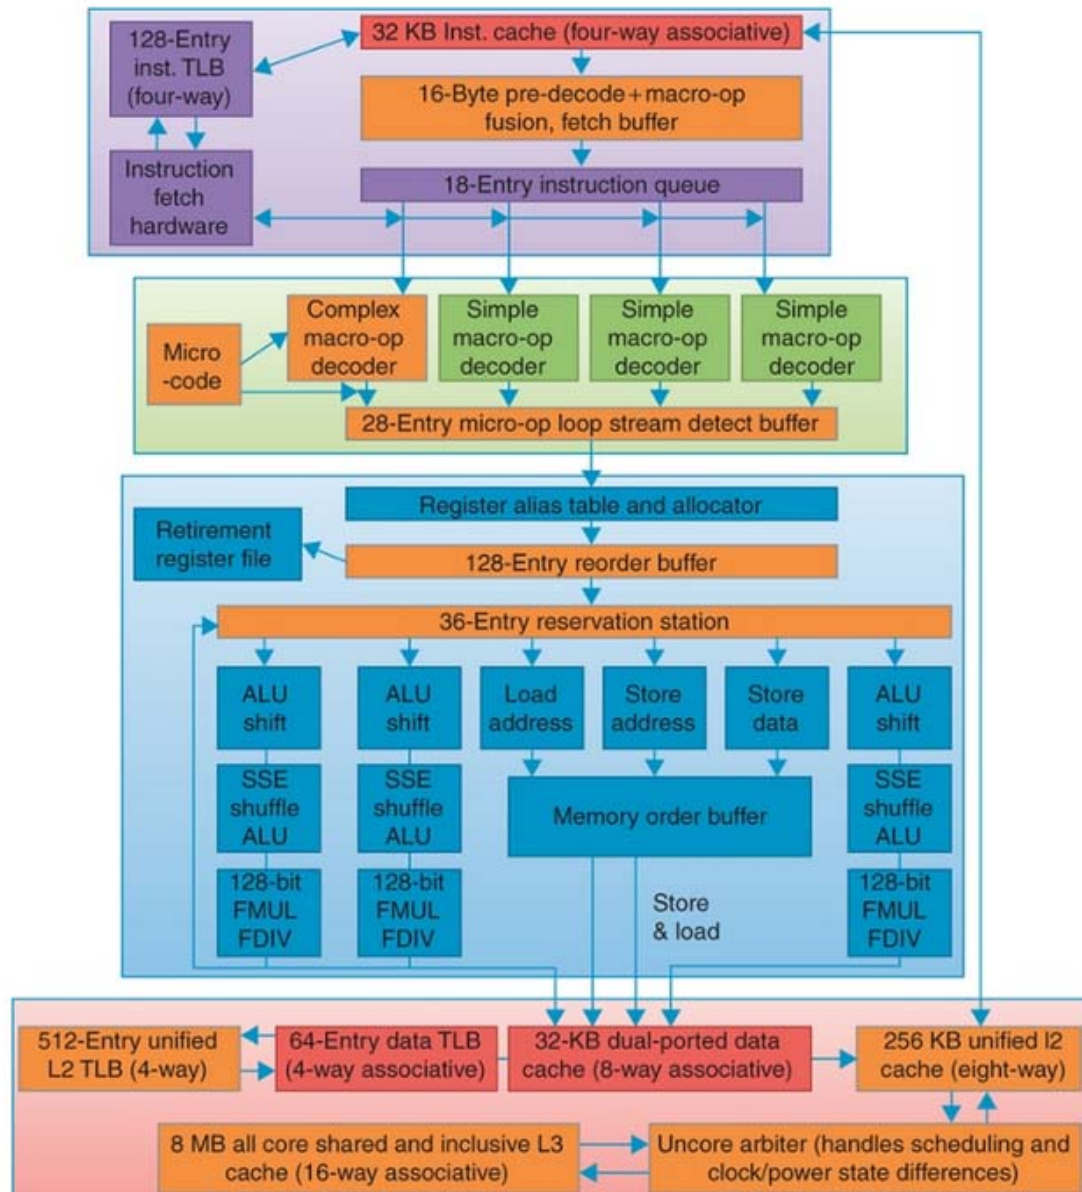 128-Entry
inst. TLB
(four-way)
32 KB Inst. cache (four-way associative)
16-Byte pre-decode+macro-op
fusion, fetch buffer
Instruction
fetch
hardware
18-Entry instruction queue
Micro
-code
Complex
macro-op
decoder
Simple
macro-op
decoder
Simple
macro-op
decoder
Simple
macro-op
decoder
28-Entry micro-op loop stream detect buffer
Register alias table and allocator
Retirement
register file
128-Entry reorder buffer
36-Entry reservation station
ALU
shift
ALU
shift
Load
address
Store
address
Store
data
ALU
shift
SSE
shuffle
ALU
SSE
shuffle
ALU
Memory order buffer
SSE
shuffle
ALU
128-bit
FMUL
FDIV
128-bit
FMUL
FDIV
Store
& load
128-bit
FMUL
FDIV
512-Entry unified
L2 TLB (4-way)
64-Entry data TLB
(4-way associative)
32-KB dual-ported data
cache (8-way associative)
256 KB unified l2
cache (eight-way)
8 MB all core shared and inclusive L3
cache (16-way associative)
Uncore arbiter (handles scheduling and
clock/power state differences)